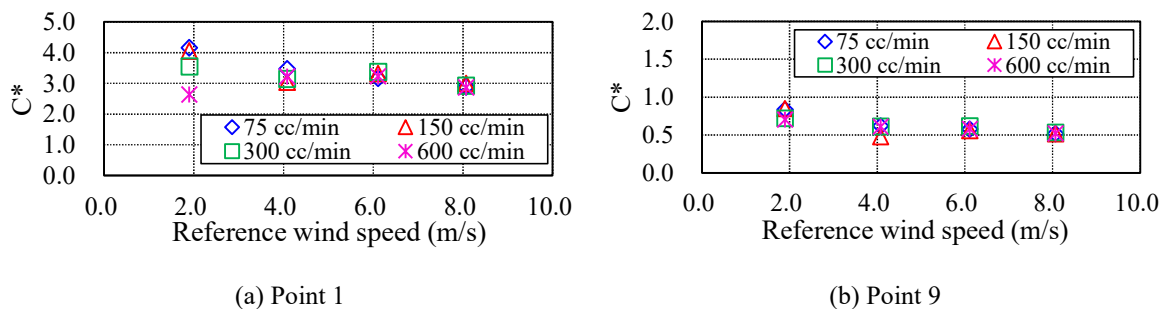 5.0
4.0
3.0
2.0
1.0
0.0
C*
75 cc/min 150 cc/min
300 cc/min 600 cc/min
0.0 2.0 4.0 6.0 8.0 10.0
Reference wind speed (m/s)
(a) Point 1
2.0
1.5
1.0
0.5
0.0
C*
75 cc/min 150 cc/min
300 cc/min 600 cc/min
0.0 2.0 4.0 6.0 8.0 10.0
Reference wind speed (m/s)
(b) Point 9